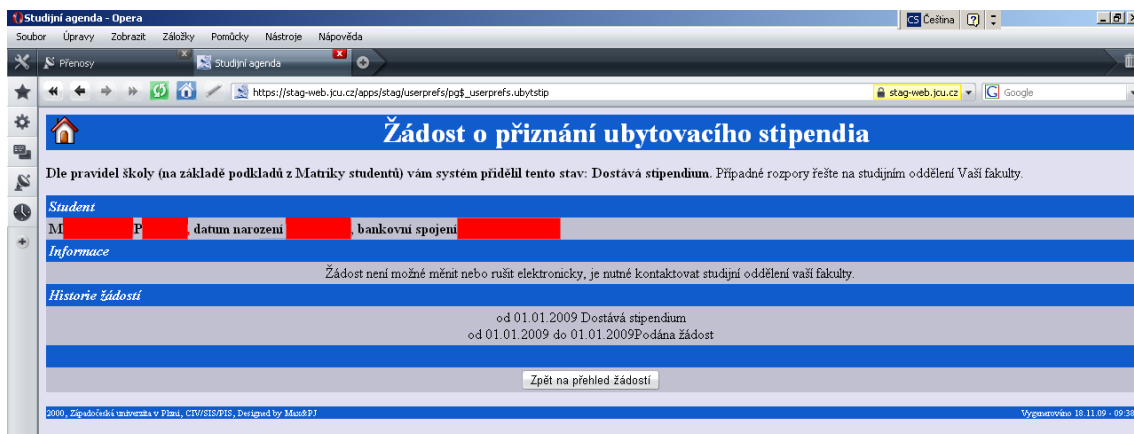 Studijní agenda - Opera
CS Čeština
Soubor Úpravy Zobrazit Záložky Pomůcky Nástroje Nápověda
Přenosy Studijní agenda
https://stag-web.jcu.cz/apps/stag/userprefs/pg$_userprefs.ubytstip stag-web.jcu.cz Google
Žádost o přiznání ubytovacího stipendia
Dle pravidel školy (na základě podkladů z Matriky studentů) vám systém přidělil tento stav: Dostává stipendium. Případné rozpory řešte na studijním oddělení Vaší fakulty.
Student
M P , datum narození , bankovní spojení
Informace
Žádost není možné měnit nebo rušit elektronicky, je nutné kontaktovat studijní oddělení vaší fakulty.
Historie žádostí
od 01.01.2009 Dostává stipendium
od 01.01.2009 do 01.01.2009Podána žádost
Zpět na přehled žádostí
2000, Západočeská univerzita v Plzni, CIV/SIS/PIS, Designed by Max&PJ Vygenerováno 18.11.09 - 09:38